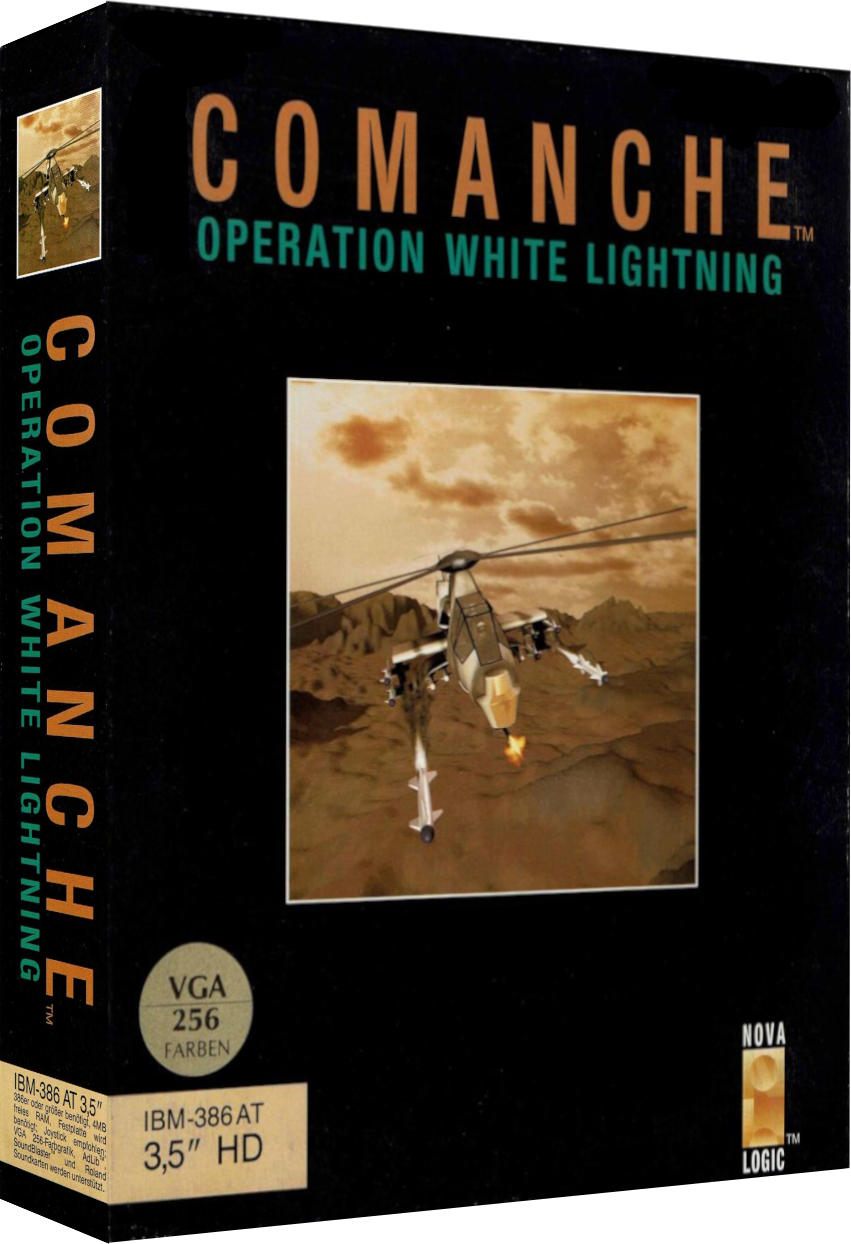 COMANCHE™
OPERATION WHITE LIGHTNING
COMANCHE™
OPERATION WHITE LIGHTNING
VGA
256
FARBEN
IBM-386 AT 3,5"
386er oder größer benötigt, 4MB
freies RAM, Festplatte wird
benötigt; Joystick empfohlen;
VGA 256-Farbgrafik, AdLib™
SoundBlaster™ und Roland
Soundkarten werden unterstützt.
IBM-386 AT
3,5" HD
NOVA
LOGIC™